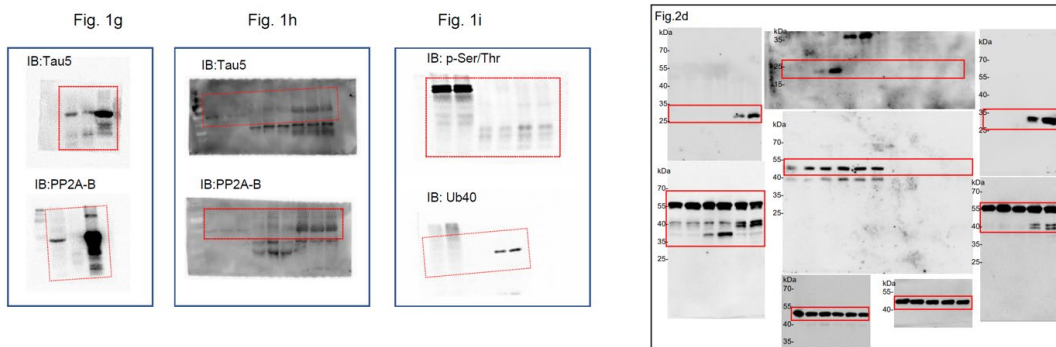 Fig. 1g
Fig. 1h
Fig. 1i
IB:Tau5
IB:Tau5
IB: p-Ser/Thr
IB:PP2A-B
IB:PP2A-B
IB: Ub40
Fig.2d
kDa
70-
55-
40-
35-
25-
kDa
35-
25-
15-
kDa
70-
55-
35-
25-
kDa
70-
55-
40-
35-
25-
kDa
55
40
35-
25-
kDa
55
40
35-
25-
kDa
70-
55
40-
35-
kDa
55-
40-